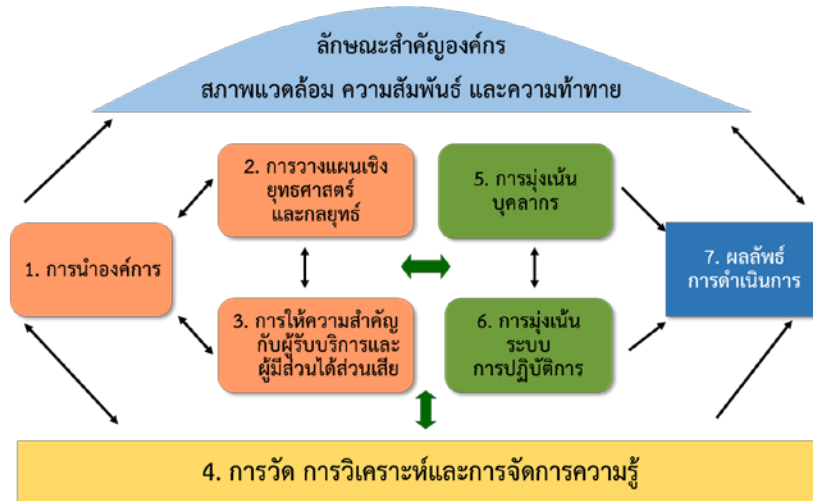 ลักษณะสำคัญองค์กร
สภาพแวดล้อม ความสัมพันธ์ และความท้าทาย
2. การวางแผนเชิง
ยุทธศาสตร์
และกลยุทธ์
5. การมุ่งเน้น
บุคลากร
1. การนำองค์การ
7. ผลลัพธ์
การดำเนินการ
3. การให้ความสำคัญ
กับผู้รับบริการและ
ผู้มีส่วนได้ส่วนเสีย
6. การมุ่งเน้น
ระบบ
การปฏิบัติการ
4. การวัด การวิเคราะห์และการจัดการความรู้